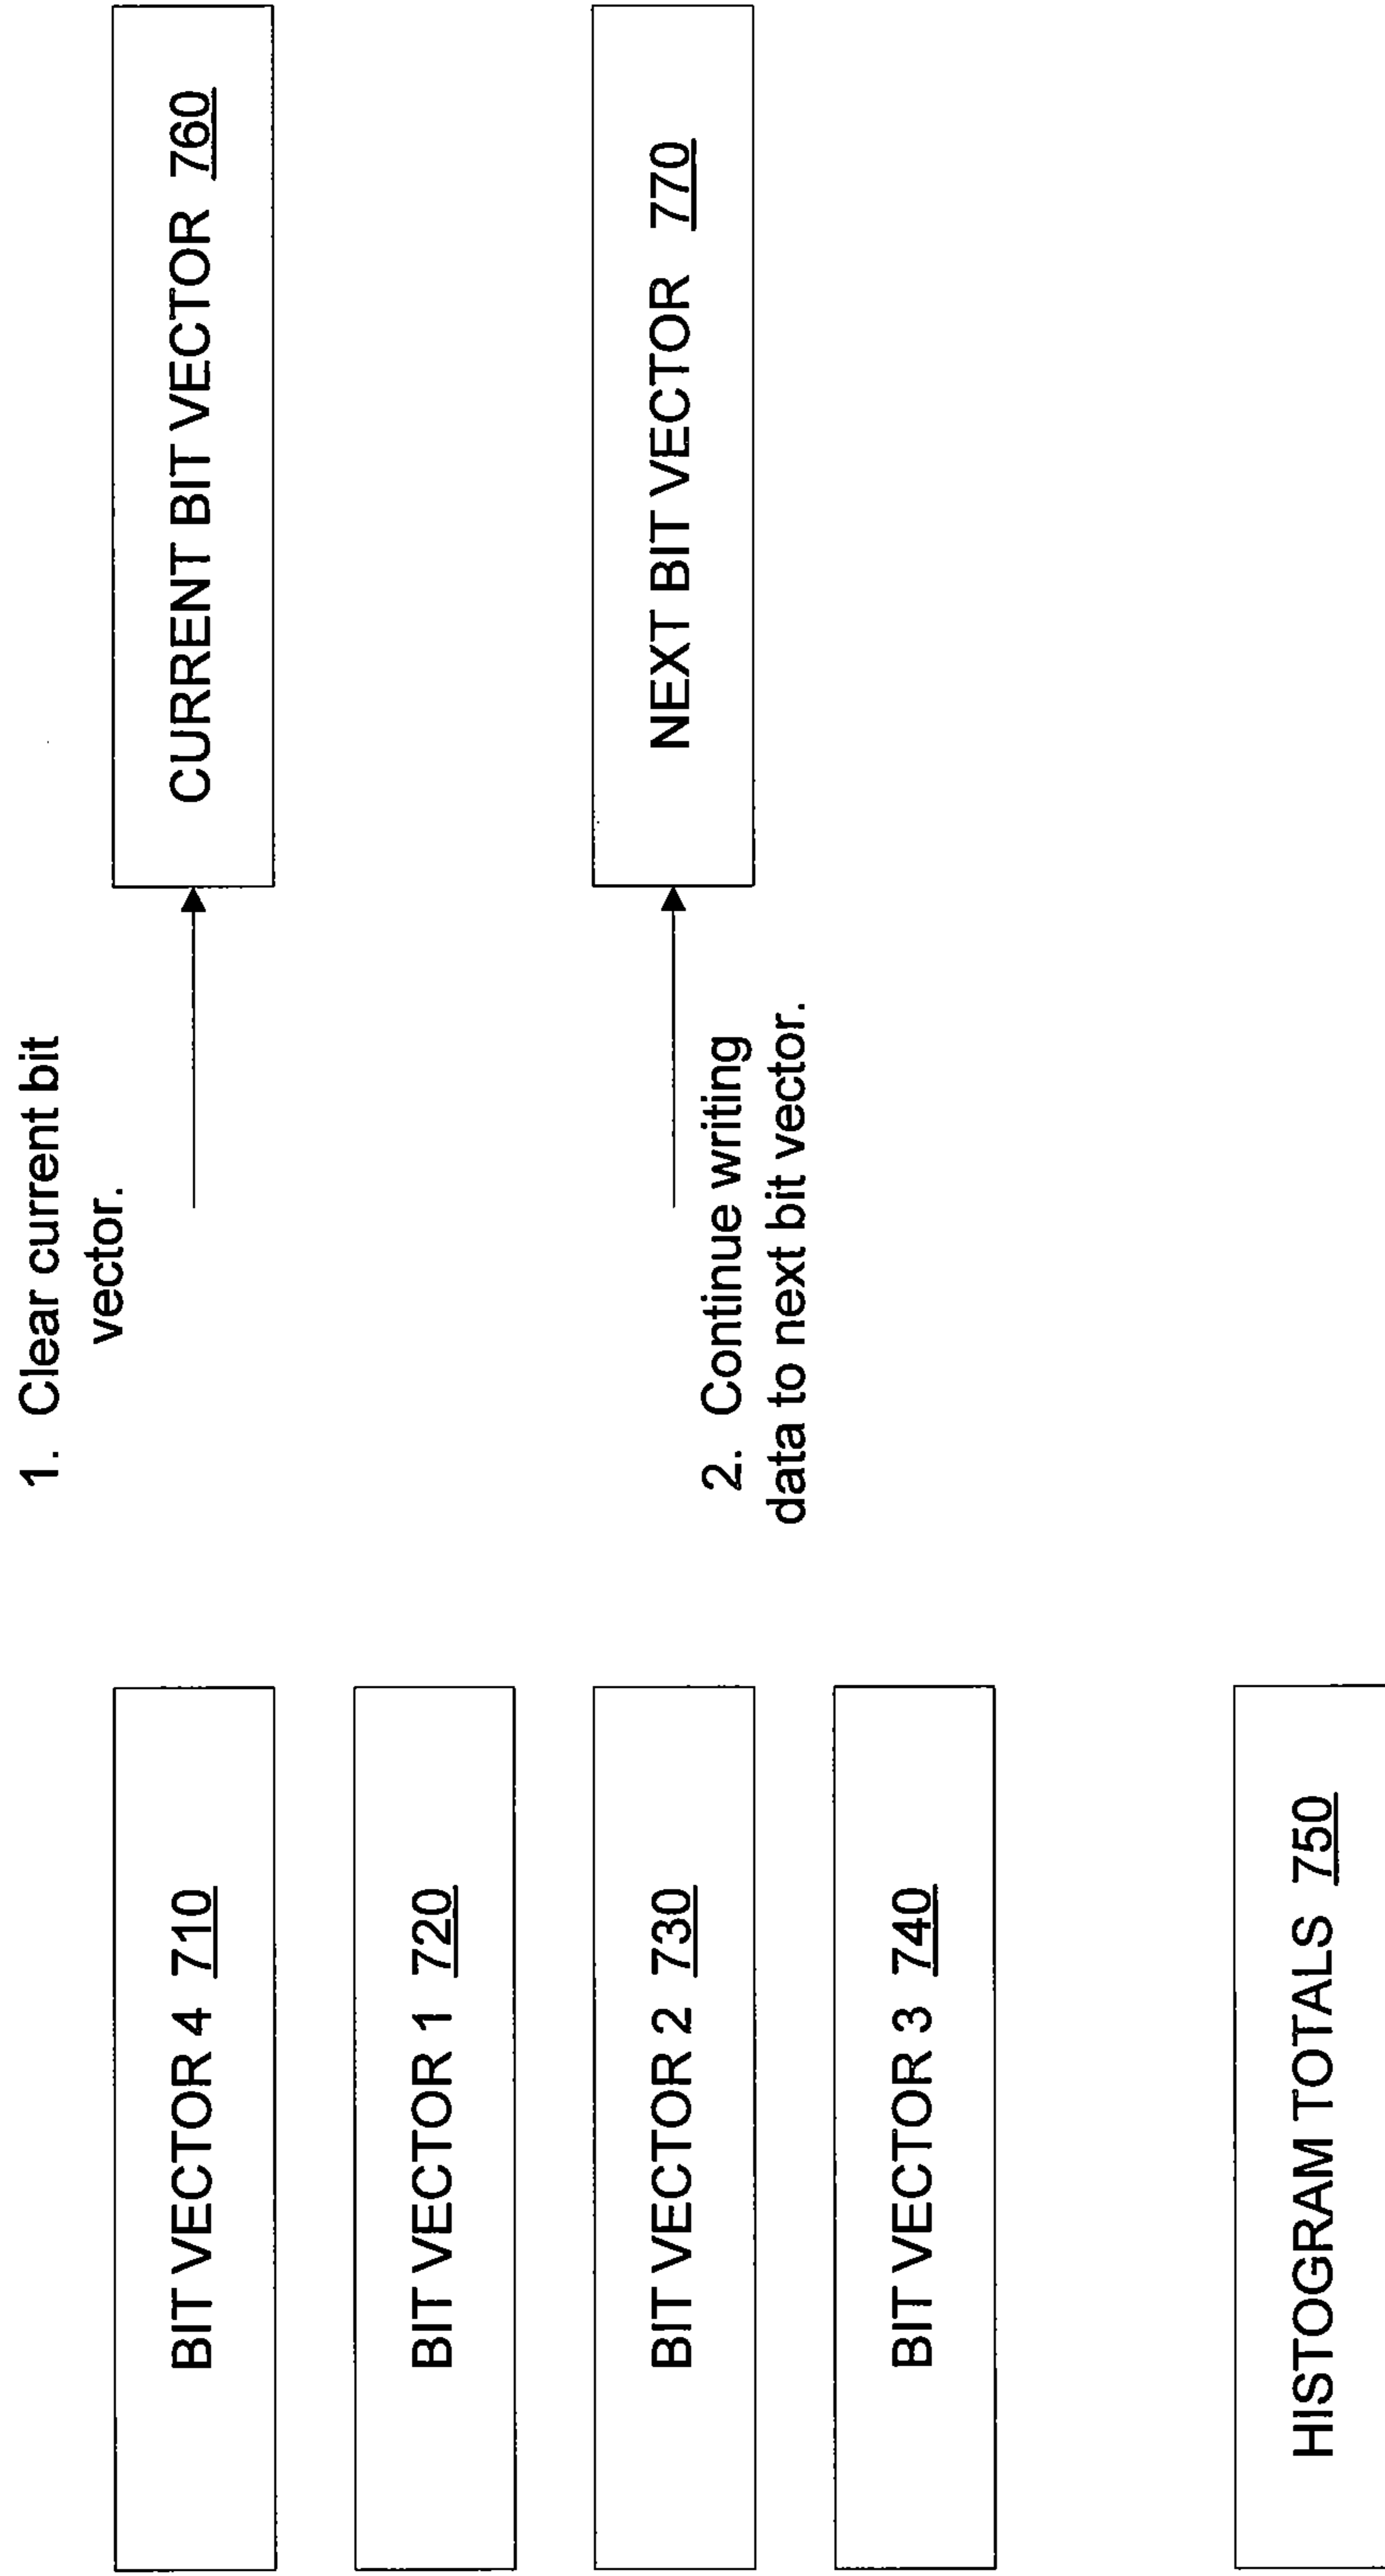 1. Clear current bit
vector.
BIT VECTOR 4 710
CURRENT BIT VECTOR 760
BIT VECTOR 1 720
BIT VECTOR 2 730
NEXT BIT VECTOR 770
2. Continue writing
data to next bit vector.
BIT VECTOR 3 740
HISTOGRAM TOTALS 750